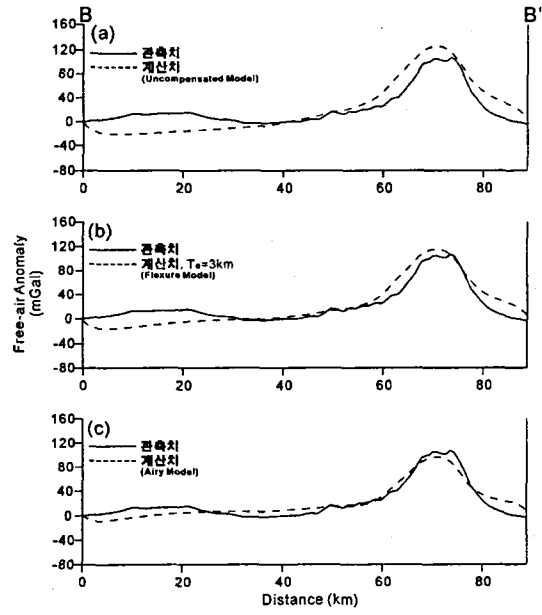 B B'
(a)
160
120
80
40
0
-40
-80
관측치
계산치
(Uncompensated Model)
0 20 40 60 80
(b)
160
120
80
40
0
-40
-80
관측치
계산치, Te=3km
(Flexure Model)
0 20 40 60 80
Free-air Anomaly
(mGal)
(c)
160
120
80
40
0
-40
-80
관측치
계산치
(Airy Model)
0 20 40 60 80
Distance (km)